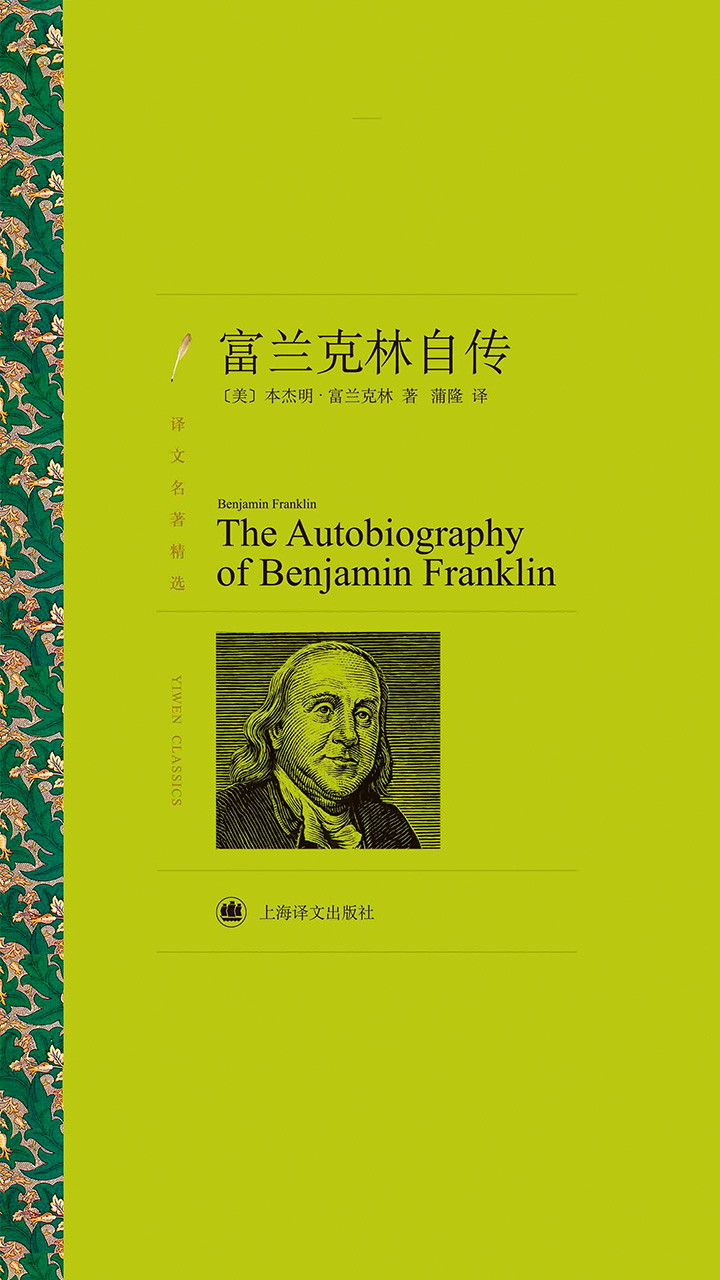 富兰克林自传
〔美〕本杰明·富兰克林 著 蒲隆 译
译文名著精选
Benjamin Franklin
The Autobiography
of Benjamin Franklin
YIWEN CLASSICS
上海译文出版社